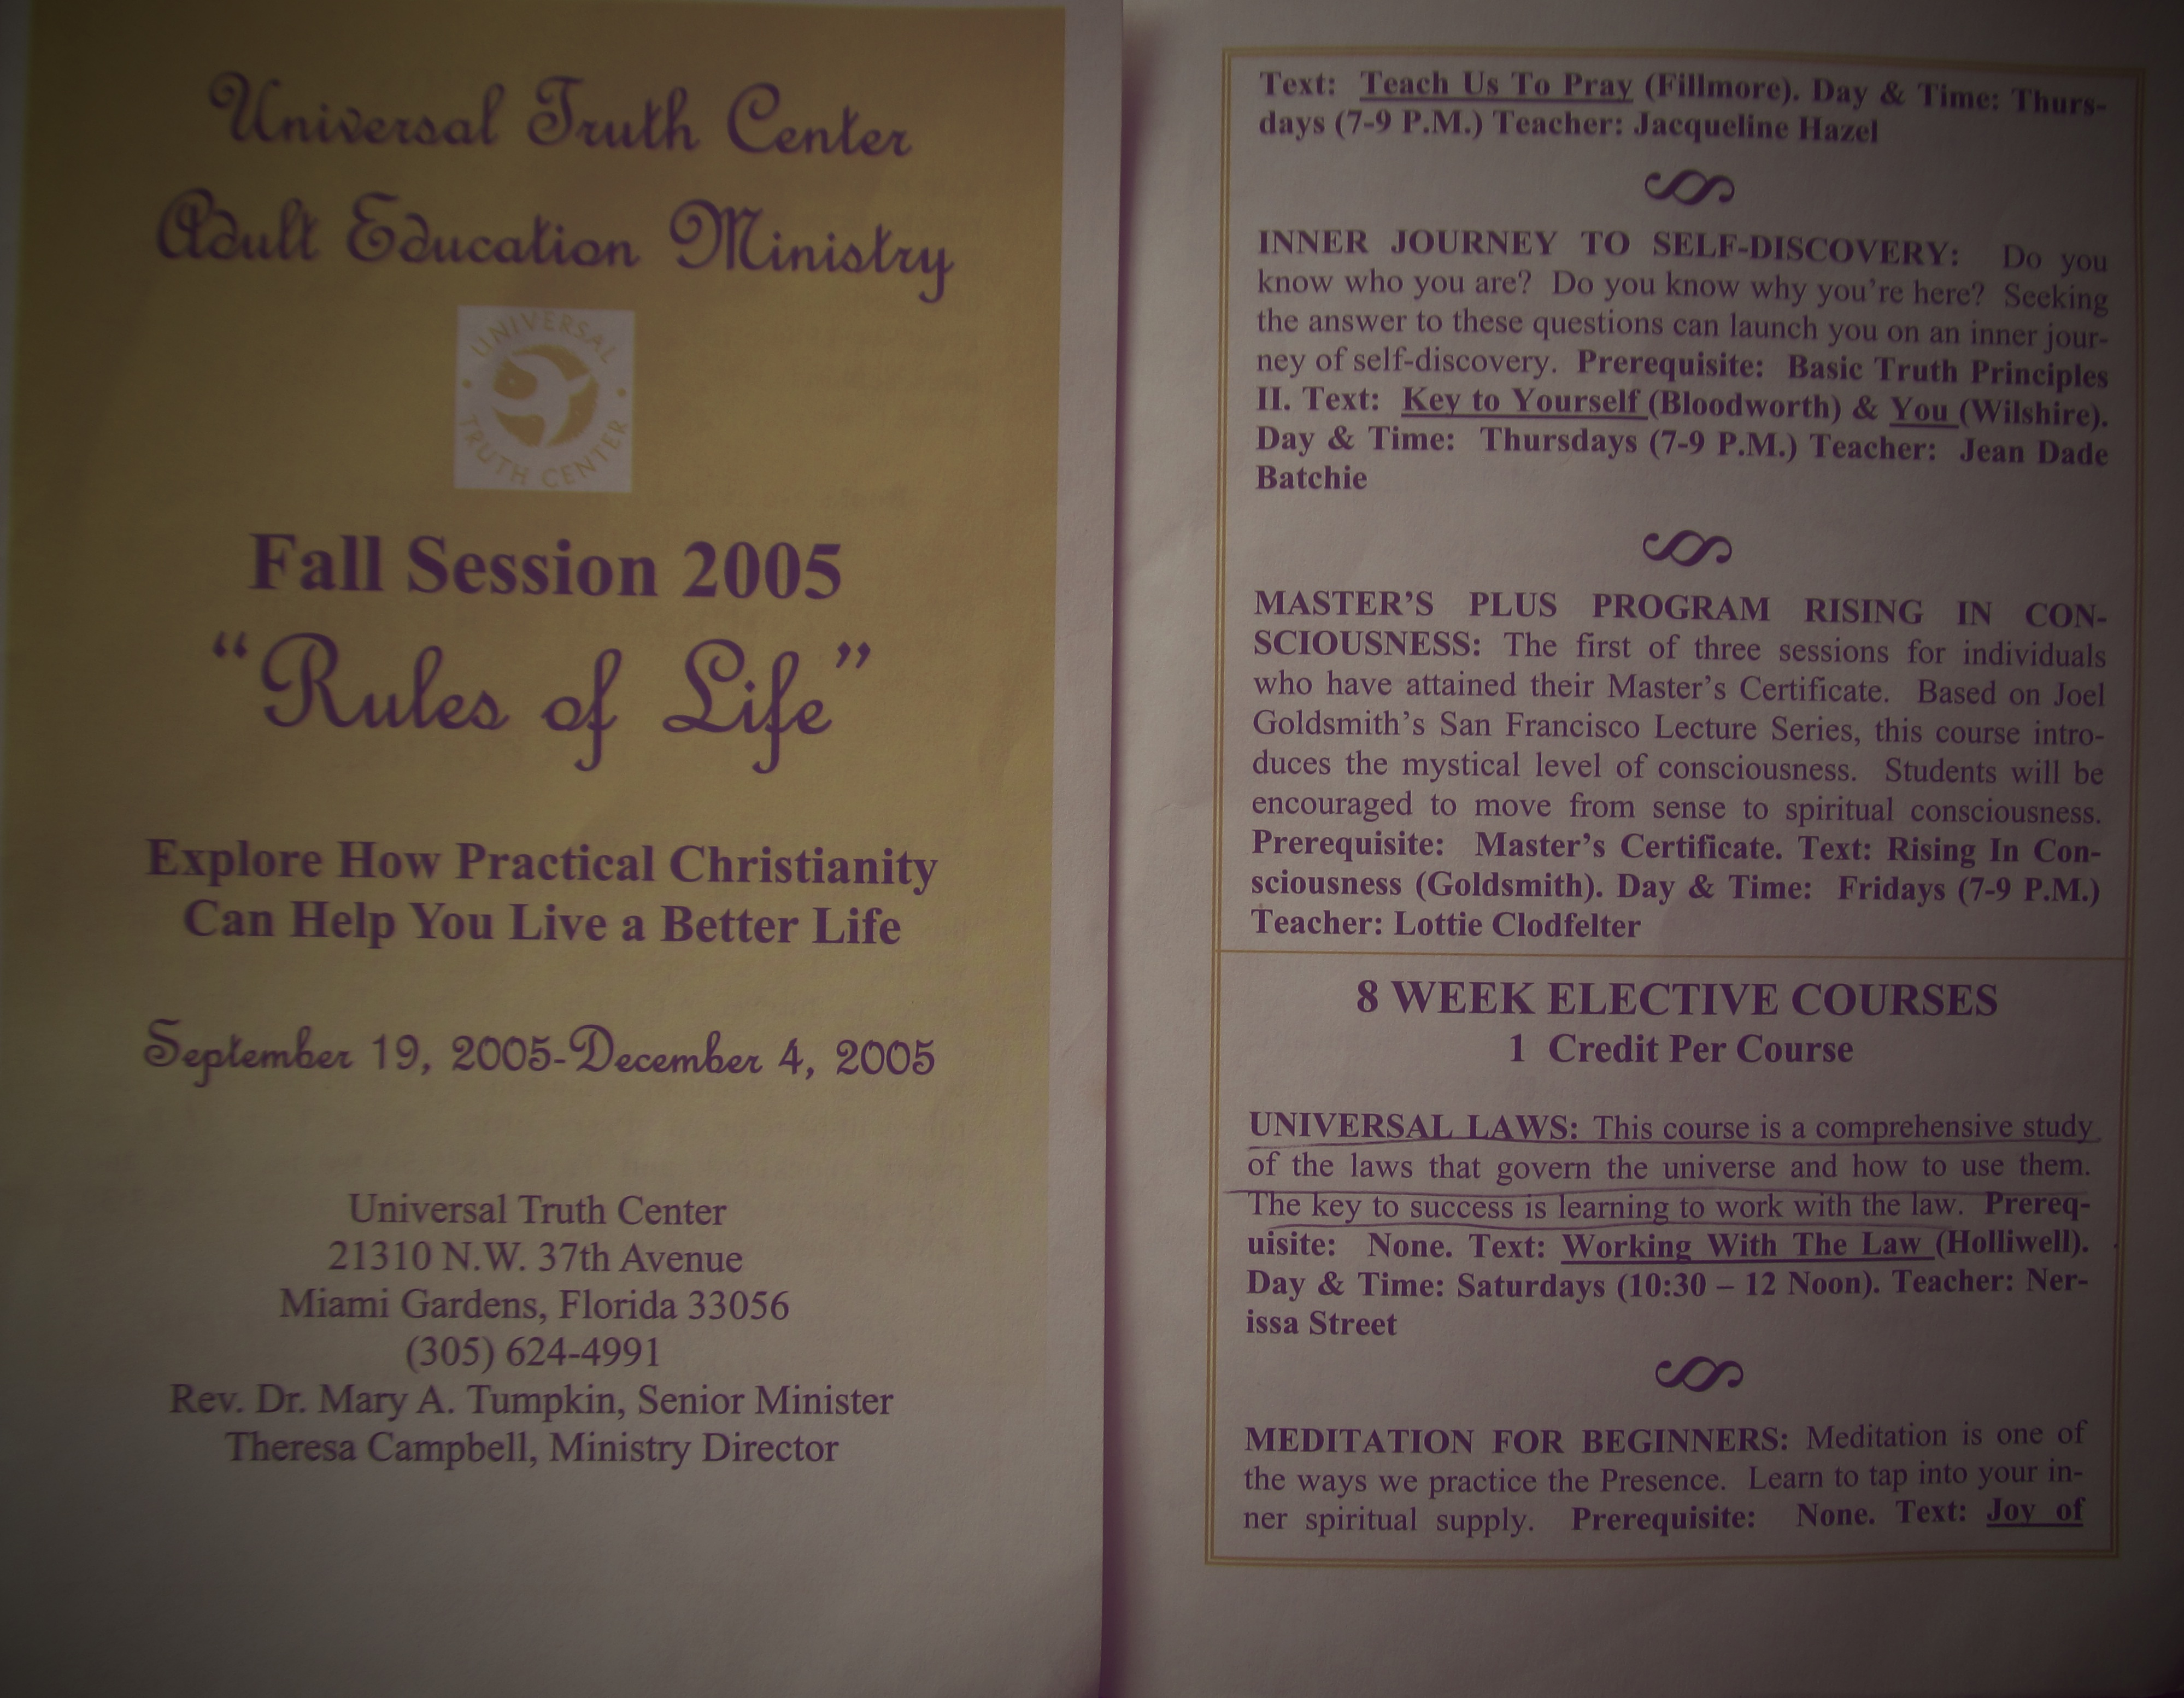 Universal Truth Center
Adult Education Ministry
UNIVERSAL
TRUTH CENTER
Fall Session 2005
“Rules of Life”
Explore How Practical Christianity
Can Help You Live a Better Life
September 19, 2005-December 4, 2005
Universal Truth Center
21310 N.W. 37th Avenue
Miami Gardens, Florida 33056
(305) 624-4991
Rev. Dr. Mary A. Tumpkin, Senior Minister
Theresa Campbell, Ministry Director
Text: Teach Us To Pray (Fillmore). Day & Time: Thurs-
days (7-9 P.M.) Teacher: Jacqueline Hazel
INNER JOURNEY TO SELF-DISCOVERY: Do you
know who you are? Do you know why you’re here? Seeking
the answer to these questions can launch you on an inner jour-
ney of self-discovery. Prerequisite: Basic Truth Principles
II. Text: Key to Yourself (Bloodworth) & You (Wilshire).
Day & Time: Thursdays (7-9 P.M.) Teacher: Jean Dade
Batchie
MASTER’S PLUS PROGRAM RISING IN CON-
SCIOUSNESS: The first of three sessions for individuals
who have attained their Master’s Certificate. Based on Joel
Goldsmith’s San Francisco Lecture Series, this course intro-
duces the mystical level of consciousness. Students will be
encouraged to move from sense to spiritual consciousness.
Prerequisite: Master’s Certificate. Text: Rising In Con-
sciousness (Goldsmith). Day & Time: Fridays (7-9 P.M.)
Teacher: Lottie Clodfelter
8 WEEK ELECTIVE COURSES
1 Credit Per Course
UNIVERSAL LAWS: This course is a comprehensive study
of the laws that govern the universe and how to use them.
The key to success is learning to work with the law. Prereq-
uisite: None. Text: Working With The Law (Holliwell).
Day & Time: Saturdays (10:30 – 12 Noon). Teacher: Ner-
issa Street
MEDITATION FOR BEGINNERS: Meditation is one of
the ways we practice the Presence. Learn to tap into your in-
ner spiritual supply. Prerequisite: None. Text: Joy of